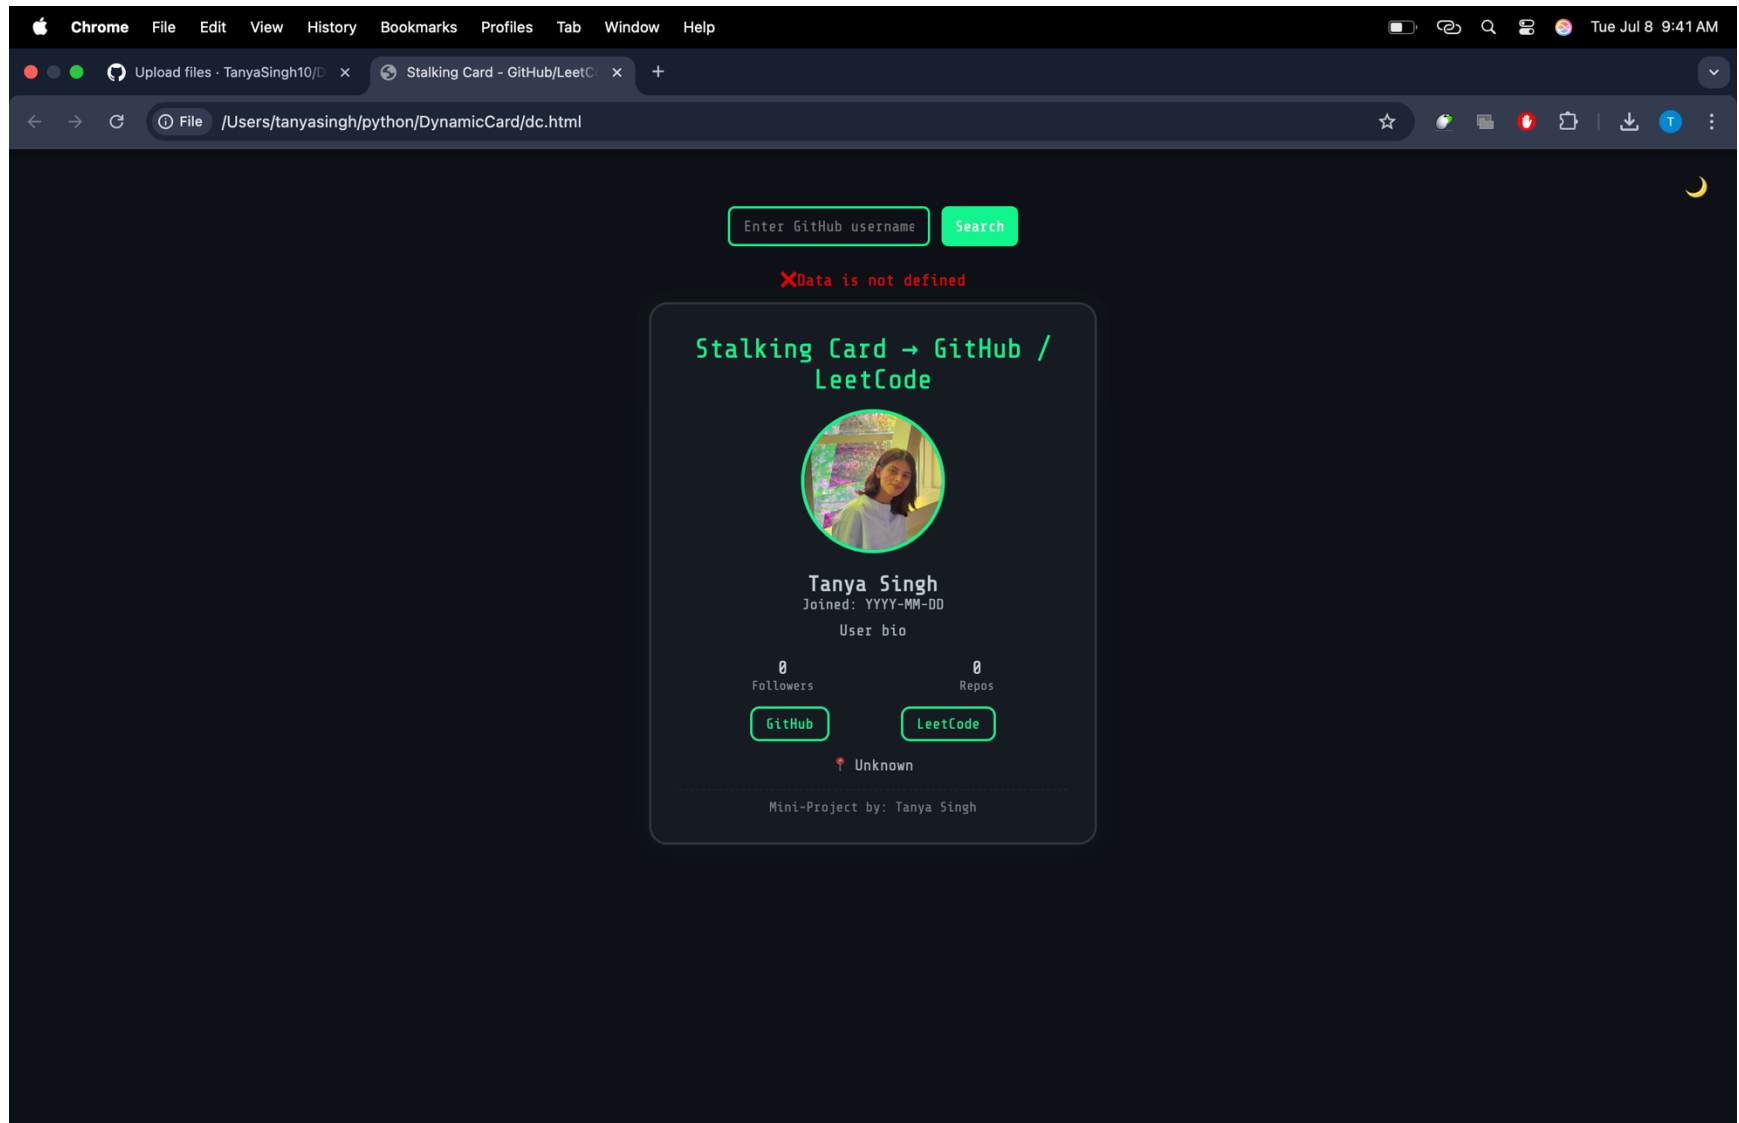 Chrome File Edit View History Bookmarks Profiles Tab Window Help Tue Jul 8 9:41 AM
Upload files · TanyaSingh10/D Stalking Card - GitHub/LeetCo
File /Users/tanyasingh/python/DynamicCard/dc.html T
Enter GitHub username Search
❌Data is not defined
Stalking Card → GitHub /
LeetCode
Tanya Singh
Joined: YYYY-MM-DD
User bio
0 0
Followers Repos
GitHub LeetCode
📍 Unknown
Mini-Project by: Tanya Singh